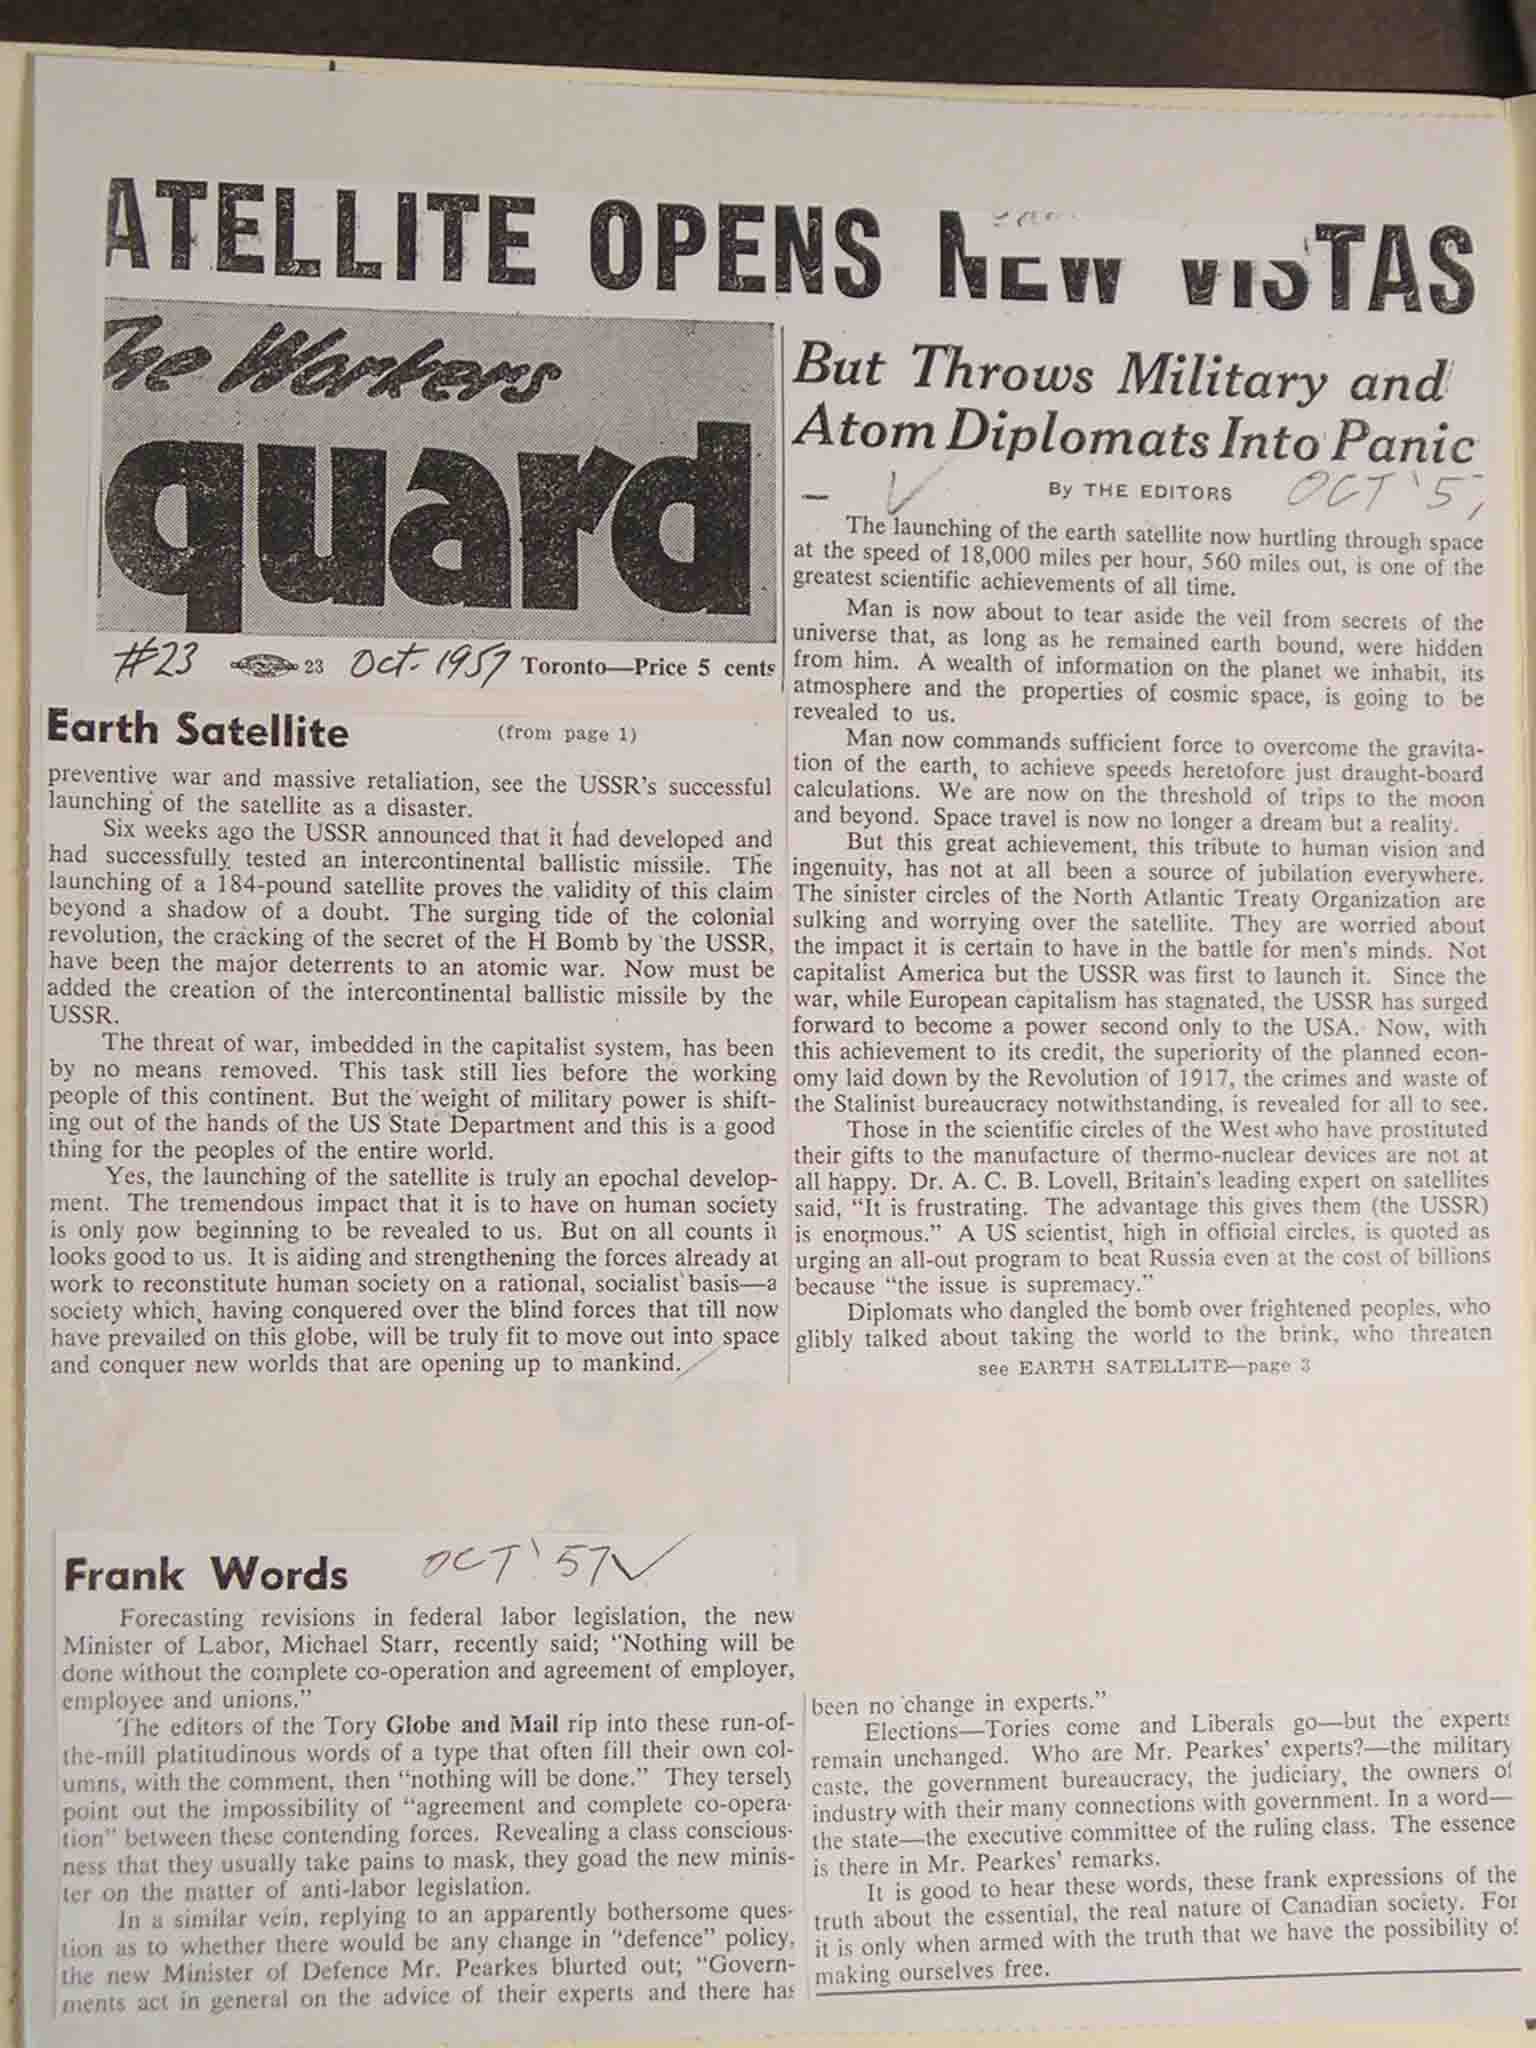 ATELLITE OPENS NEW VISTAS
The Workers
quard
#23 23 Oct. 1957 Toronto—Price 5 cents
But Throws Military and
Atom Diplomats Into Panic
By THE EDITORS OCT '57
The launching of the earth satellite now hurtling through space
at the speed of 18,000 miles per hour, 560 miles out, is one of the
greatest scientific achievements of all time.
Man is now about to tear aside the veil from secrets of the
universe that, as long as he remained earth bound, were hidden
from him. A wealth of information on the planet we inhabit, its
atmosphere and the properties of cosmic space, is going to be
revealed to us.
Man now commands sufficient force to overcome the gravita-
tion of the earth, to achieve speeds heretofore just draught-board
calculations. We are now on the threshold of trips to the moon
and beyond. Space travel is now no longer a dream but a reality.
But this great achievement, this tribute to human vision and
ingenuity, has not at all been a source of jubilation everywhere.
The sinister circles of the North Atlantic Treaty Organization are
sulking and worrying over the satellite. They are worried about
the impact it is certain to have in the battle for men's minds. Not
capitalist America but the USSR was first to launch it. Since the
war, while European capitalism has stagnated, the USSR has surged
forward to become a power second only to the USA. Now, with
this achievement to its credit, the superiority of the planned econ-
omy laid down by the Revolution of 1917, the crimes and waste of
the Stalinist bureaucracy notwithstanding, is revealed for all to see.
Those in the scientific circles of the West who have prostituted
their gifts to the manufacture of thermo-nuclear devices are not at
all happy. Dr. A. C. B. Lovell, Britain's leading expert on satellites
said, "It is frustrating. The advantage this gives them (the USSR)
is enormous." A US scientist, high in official circles, is quoted as
urging an all-out program to beat Russia even at the cost of billions
because "the issue is supremacy."
Diplomats who dangled the bomb over frightened peoples, who
glibly talked about taking the world to the brink, who threaten
see EARTH SATELLITE—page 3
Earth Satellite (from page 1)
preventive war and massive retaliation, see the USSR's successful
launching of the satellite as a disaster.
Six weeks ago the USSR announced that it had developed and
had successfully tested an intercontinental ballistic missile. The
launching of a 184-pound satellite proves the validity of this claim
beyond a shadow of a doubt. The surging tide of the colonial
revolution, the cracking of the secret of the H Bomb by the USSR,
have been the major deterrents to an atomic war. Now must be
added the creation of the intercontinental ballistic missile by the
USSR.
The threat of war, imbedded in the capitalist system, has been
by no means removed. This task still lies before the working
people of this continent. But the weight of military power is shift-
ing out of the hands of the US State Department and this is a good
thing for the peoples of the entire world.
Yes, the launching of the satellite is truly an epochal develop-
ment. The tremendous impact that it is to have on human society
is only now beginning to be revealed to us. But on all counts it
looks good to us. It is aiding and strengthening the forces already at
work to reconstitute human society on a rational, socialist basis—a
society which, having conquered over the blind forces that till now
have prevailed on this globe, will be truly fit to move out into space
and conquer new worlds that are opening up to mankind.
Frank Words OCT '57
Forecasting revisions in federal labor legislation, the new
Minister of Labor, Michael Starr, recently said; "Nothing will be
done without the complete co-operation and agreement of employer,
employee and unions."
The editors of the Tory Globe and Mail rip into these run-of-
the-mill platitudinous words of a type that often fill their own col-
umns, with the comment, then "nothing will be done." They tersely
point out the impossibility of "agreement and complete co-opera-
tion" between these contending forces. Revealing a class conscious-
ness that they usually take pains to mask, they goad the new minis-
ter on the matter of anti-labor legislation.
In a similar vein, replying to an apparently bothersome ques-
tion as to whether there would be any change in "defence" policy,
the new Minister of Defence Mr. Pearkes blurted out; "Govern-
ments act in general on the advice of their experts and there has
been no change in experts."
Elections—Tories come and Liberals go—but the experts
remain unchanged. Who are Mr. Pearkes' experts?—the military
caste, the government bureaucracy, the judiciary, the owners of
industry with their many connections with government. In a word—
the state—the executive committee of the ruling class. The essence
is there in Mr. Pearkes' remarks.
It is good to hear these words, these frank expressions of the
truth about the essential, the real nature of Canadian society. For
it is only when armed with the truth that we have the possibility of
making ourselves free.